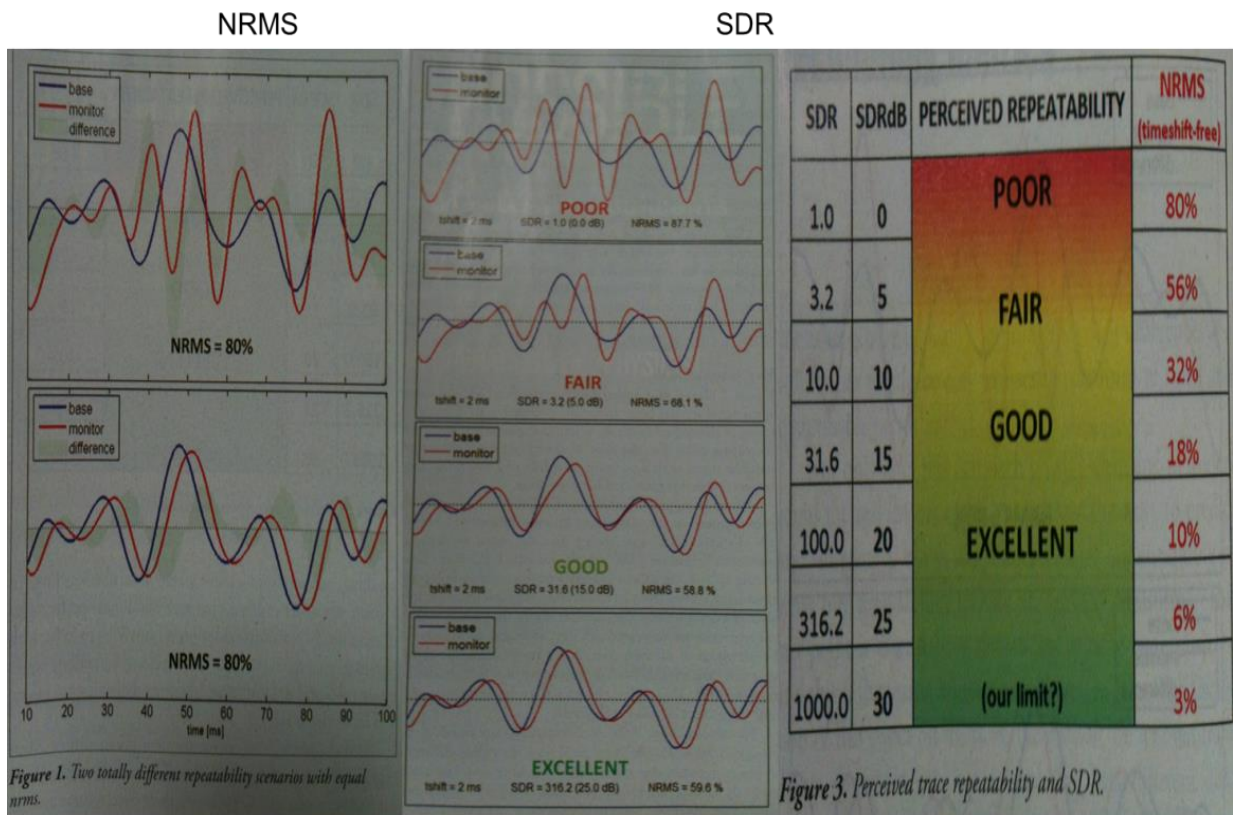 NRMS
SDR
base
monitor
difference
NRMS = 80%
base
monitor
difference
NRMS = 80%
10 20 30 40 50 60 70 80 90 100
time [ms]
Figure 1. Two totally different repeatability scenarios with equal
nrms.
base
monitor
POOR
tshift = 2 ms SDR = 1.0 (0.0 dB) NRMS = 87.7 %
base
monitor
FAIR
tshift = 2 ms SDR = 3.2 (5.0 dB) NRMS = 68.1 %
base
monitor
GOOD
tshift = 2 ms SDR = 31.6 (15.0 dB) NRMS = 58.8 %
base
monitor
EXCELLENT
tshift = 2 ms SDR = 316.2 (25.0 dB) NRMS = 59.6 %
SDR SDRdB PERCEIVED REPEATABILITY NRMS
(timeshift-free)
POOR
1.0 0 80%
3.2 5 56%
FAIR
10.0 10 32%
GOOD
31.6 15 18%
100.0 20 EXCELLENT 10%
316.2 25 6%
1000.0 30 (our limit?) 3%
Figure 3. Perceived trace repeatability and SDR.